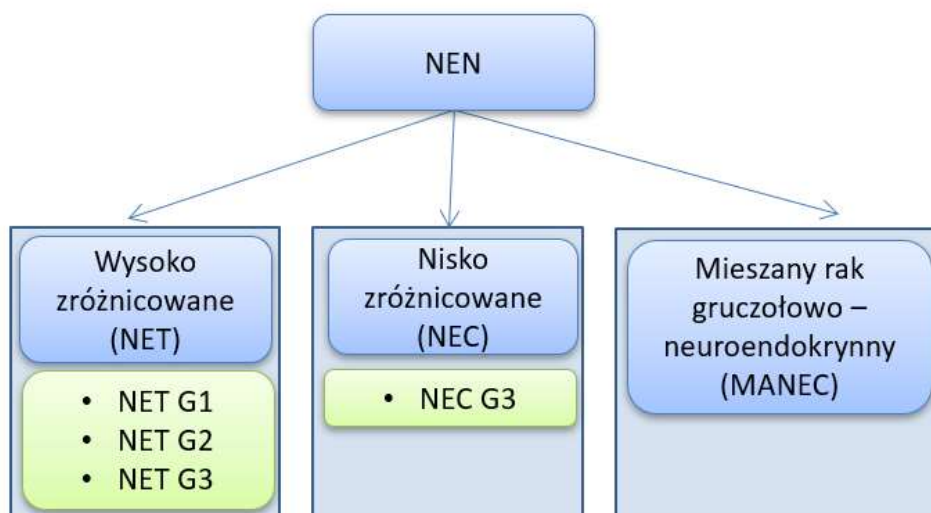 NEN
Wysoko
zróżnicowane
(NET)
• NET G1
• NET G2
• NET G3
Nisko
zróżnicowane
(NEC)
• NEC G3
Mieszany rak
gruczołowo –
neuroendokrynny
(MANEC)